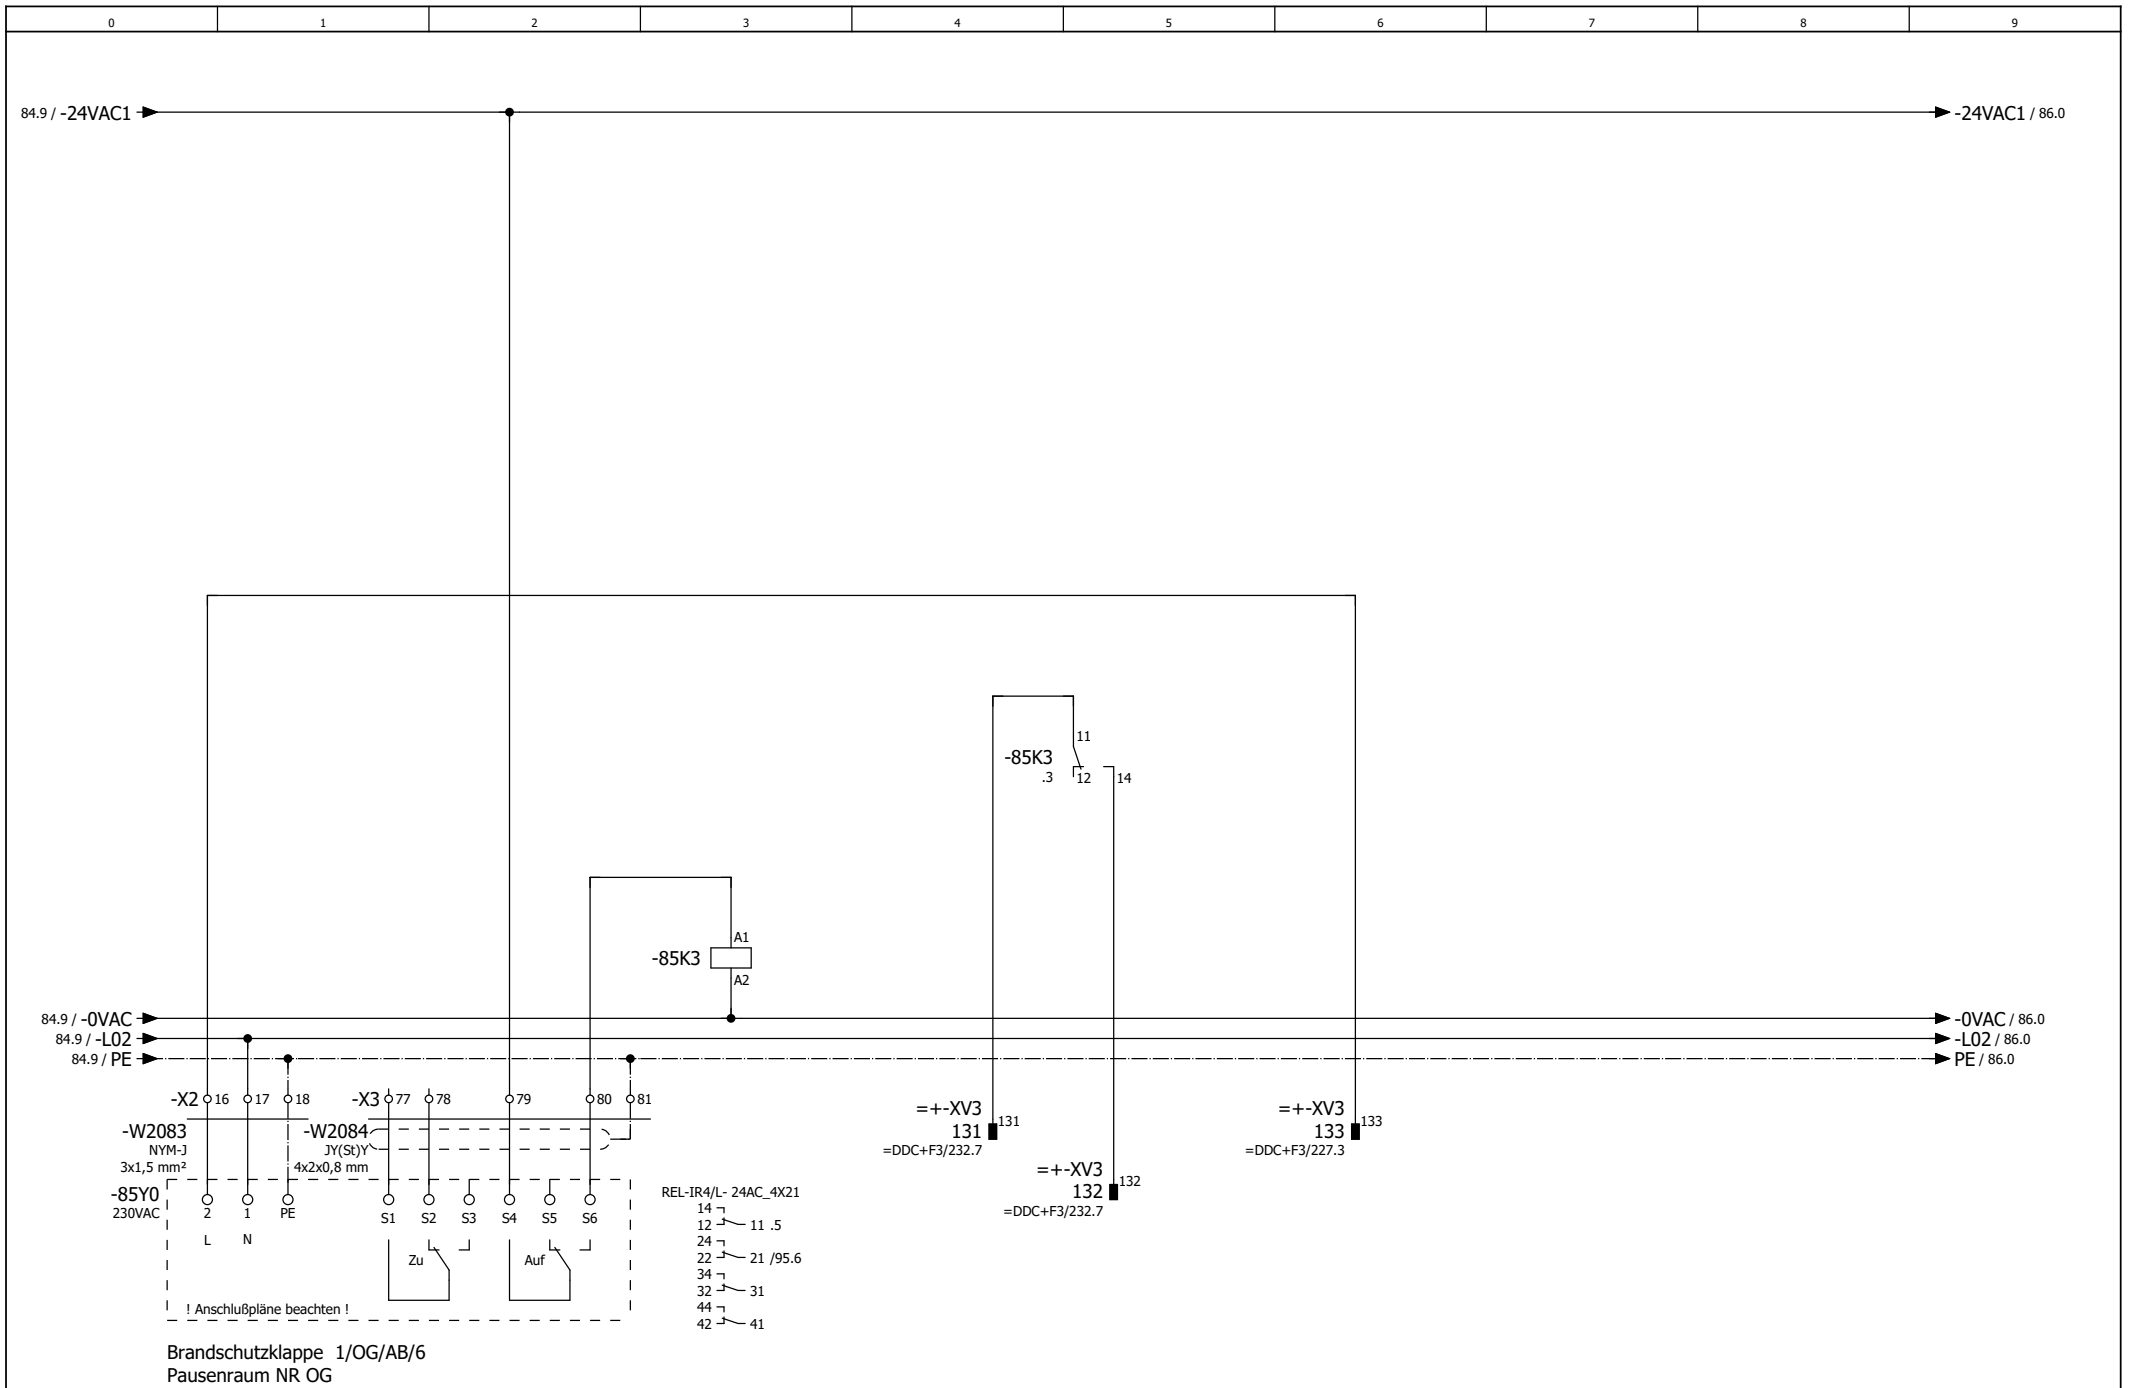 0 1 2 3 4 5 6 7 8 9
84.9 / -24VAC1
-24VAC1 / 86.0
11
-85K3
.3
12 14
A1
-85K3
A2
84.9 / -0VAC
-0VAC / 86.0
84.9 / -L02
-L02 / 86.0
84.9 / PE
PE / 86.0
-X2 16 17 18
-X3 77 78 79 80 81
-W2083
NYM-J
3x1,5 mm²
-W2084
JY(St)Y
4x2x0,8 mm
=+-XV3
131 131
=DDC+F3/232.7
=+-XV3
132 132
=DDC+F3/232.7
=+-XV3
133 133
=DDC+F3/227.3
-85Y0
230VAC
2 1 PE S1 S2 S3 S4 S5 S6
L N
Zu Auf
! Anschlußpläne beachten !
REL-IR4/L- 24AC_4X21
14
12 11 .5
24
22 21 /95.6
34
32 31
44
42 41
Brandschutzklappe 1/OG/AB/6
Pausenraum NR OG